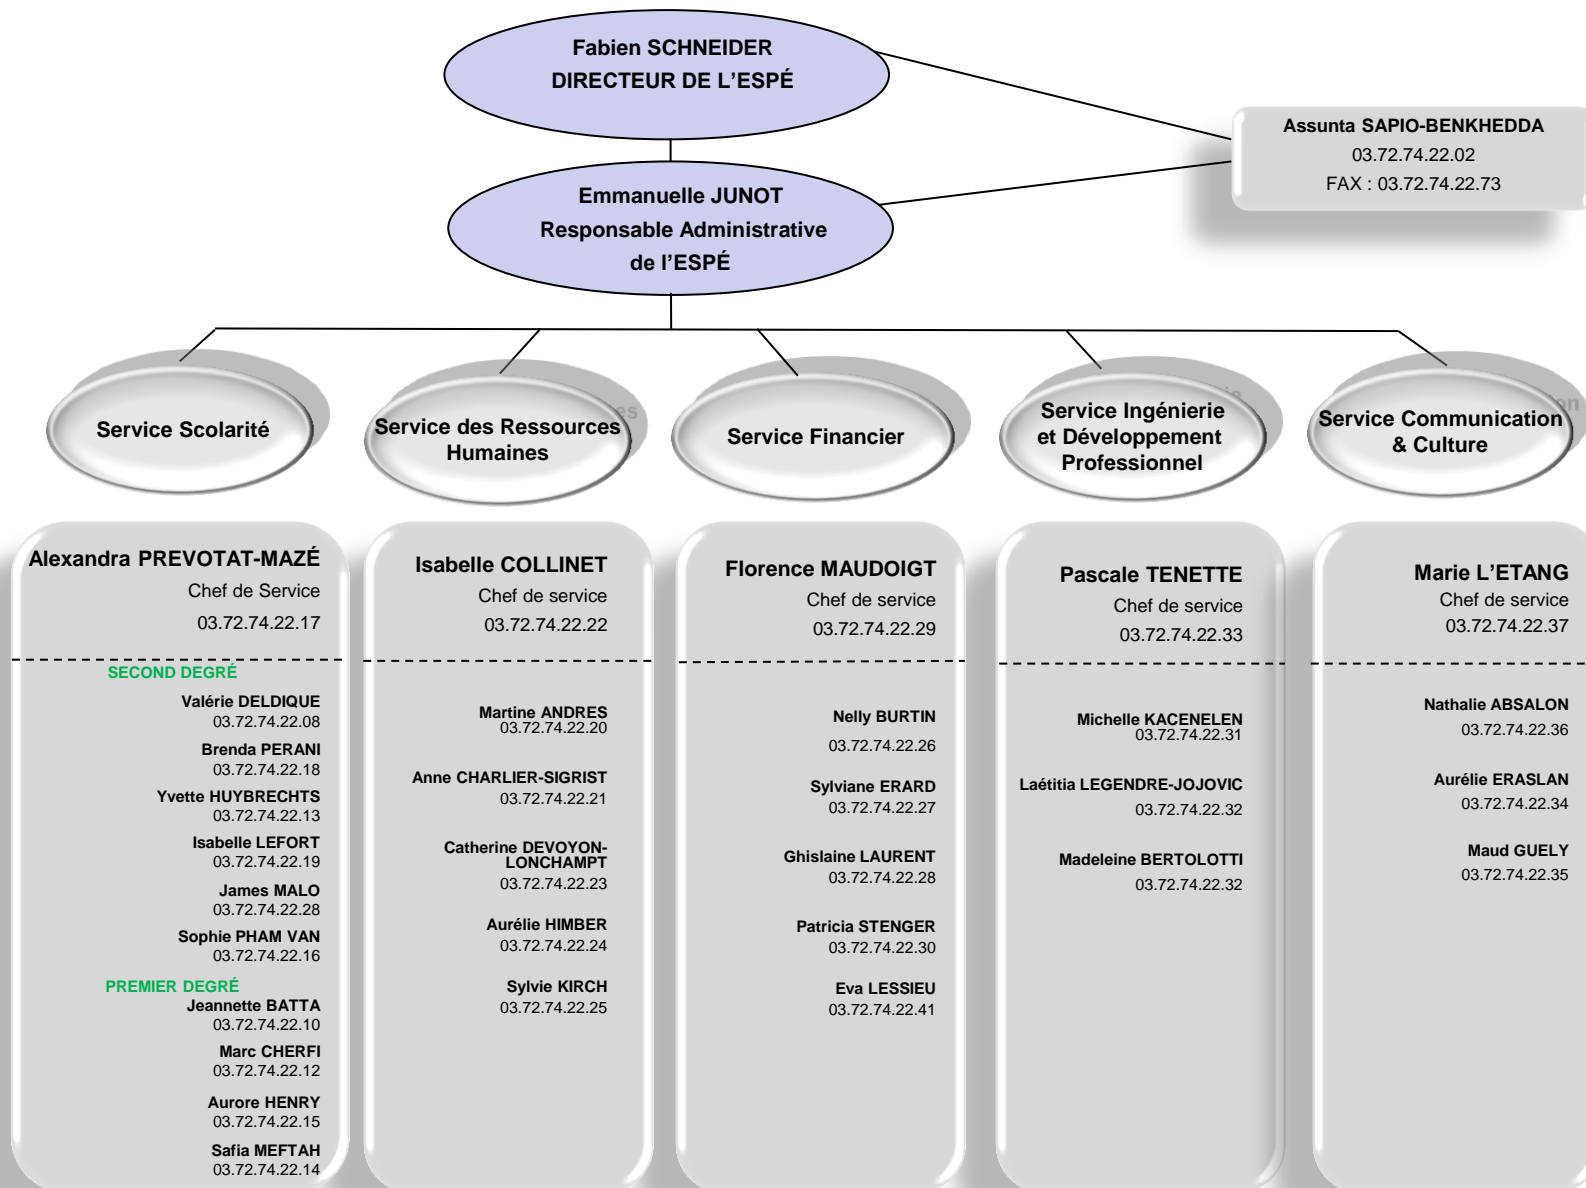 Fabien SCHNEIDER
DIRECTEUR DE L’ESPÉ
Assunta SAPIO-BENKHEDDA
03.72.74.22.02
FAX : 03.72.74.22.73
Emmanuelle JUNOT
Responsable Administrative
de l’ESPÉ
Service Scolarité
Service des Ressources
Humaines
Service Financier
Service Ingénierie
et Développement
Professionnel
Service Communication
& Culture
Alexandra PREVOTAT-MAZÉ
Chef de Service
03.72.74.22.17
SECOND DEGRÉ
Valérie DELDIQUE
03.72.74.22.08
Brenda PERANI
03.72.74.22.18
Yvette HUYBRECHTS
03.72.74.22.13
Isabelle LEFORT
03.72.74.22.19
James MALO
03.72.74.22.28
Sophie PHAM VAN
03.72.74.22.16
PREMIER DEGRÉ
Jeannette BATTA
03.72.74.22.10
Marc CHERFI
03.72.74.22.12
Aurore HENRY
03.72.74.22.15
Safia MEFTAH
03.72.74.22.14
Isabelle COLLINET
Chef de service
03.72.74.22.22
Martine ANDRES
03.72.74.22.20
Anne CHARLIER-SIGRIST
03.72.74.22.21
Catherine DEVOYON-
LONCHAMPT
03.72.74.22.23
Aurélie HIMBER
03.72.74.22.24
Sylvie KIRCH
03.72.74.22.25
Florence MAUDOIGT
Chef de service
03.72.74.22.29
Nelly BURTIN
03.72.74.22.26
Sylviane ERARD
03.72.74.22.27
Ghislaine LAURENT
03.72.74.22.28
Patricia STENGER
03.72.74.22.30
Eva LESSIEU
03.72.74.22.41
Pascale TENETTE
Chef de service
03.72.74.22.33
Michelle KACENELEN
03.72.74.22.31
Laétitia LEGENDRE-JOJOVIC
03.72.74.22.32
Madeleine BERTOLOTTI
03.72.74.22.32
Marie L’ETANG
Chef de service
03.72.74.22.37
Nathalie ABSALON
03.72.74.22.36
Aurélie ERASLAN
03.72.74.22.34
Maud GUELY
03.72.74.22.35